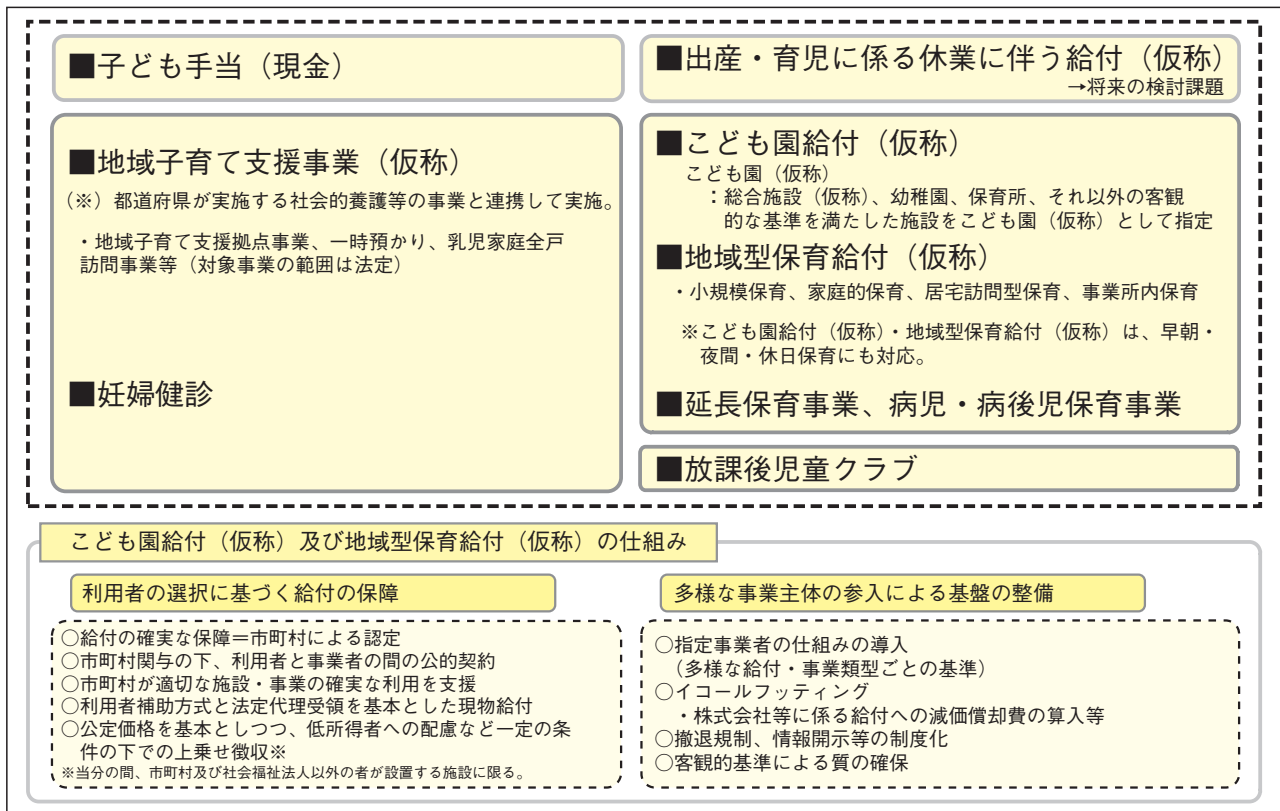 ■子ども手当（現金）
■出産・育児に係る休業に伴う給付（仮称）
→将来の検討課題
■地域子育て支援事業（仮称）
（※）都道府県が実施する社会的養護等の事業と連携して実施。
・地域子育て支援拠点事業、一時預かり、乳児家庭全戸
訪問事業等（対象事業の範囲は法定）
■妊婦健診
■こども園給付（仮称）
こども園（仮称）
：総合施設（仮称）、幼稚園、保育所、それ以外の客観
的な基準を満たした施設をこども園（仮称）として指定
■地域型保育給付（仮称）
・小規模保育、家庭的保育、居宅訪問型保育、事業所内保育
※こども園給付（仮称）・地域型保育給付（仮称）は、早朝・
夜間・休日保育にも対応。
■延長保育事業、病児・病後児保育事業
■放課後児童クラブ
こども園給付（仮称）及び地域型保育給付（仮称）の仕組み
利用者の選択に基づく給付の保障
○給付の確実な保障＝市町村による認定
○市町村関与の下、利用者と事業者の間の公的契約
○市町村が適切な施設・事業の確実な利用を支援
○利用者補助方式と法定代理受領を基本とした現物給付
○公定価格を基本としつつ、低所得者への配慮など一定の条
件の下での上乗せ徴収※
※当分の間、市町村及び社会福祉法人以外の者が設置する施設に限る。
多様な事業主体の参入による基盤の整備
○指定事業者の仕組みの導入
（多様な給付・事業類型ごとの基準）
○イコールフッティング
・株式会社等に係る給付への減価償却費の算入等
○撤退規制、情報開示等の制度化
○客観的基準による質の確保